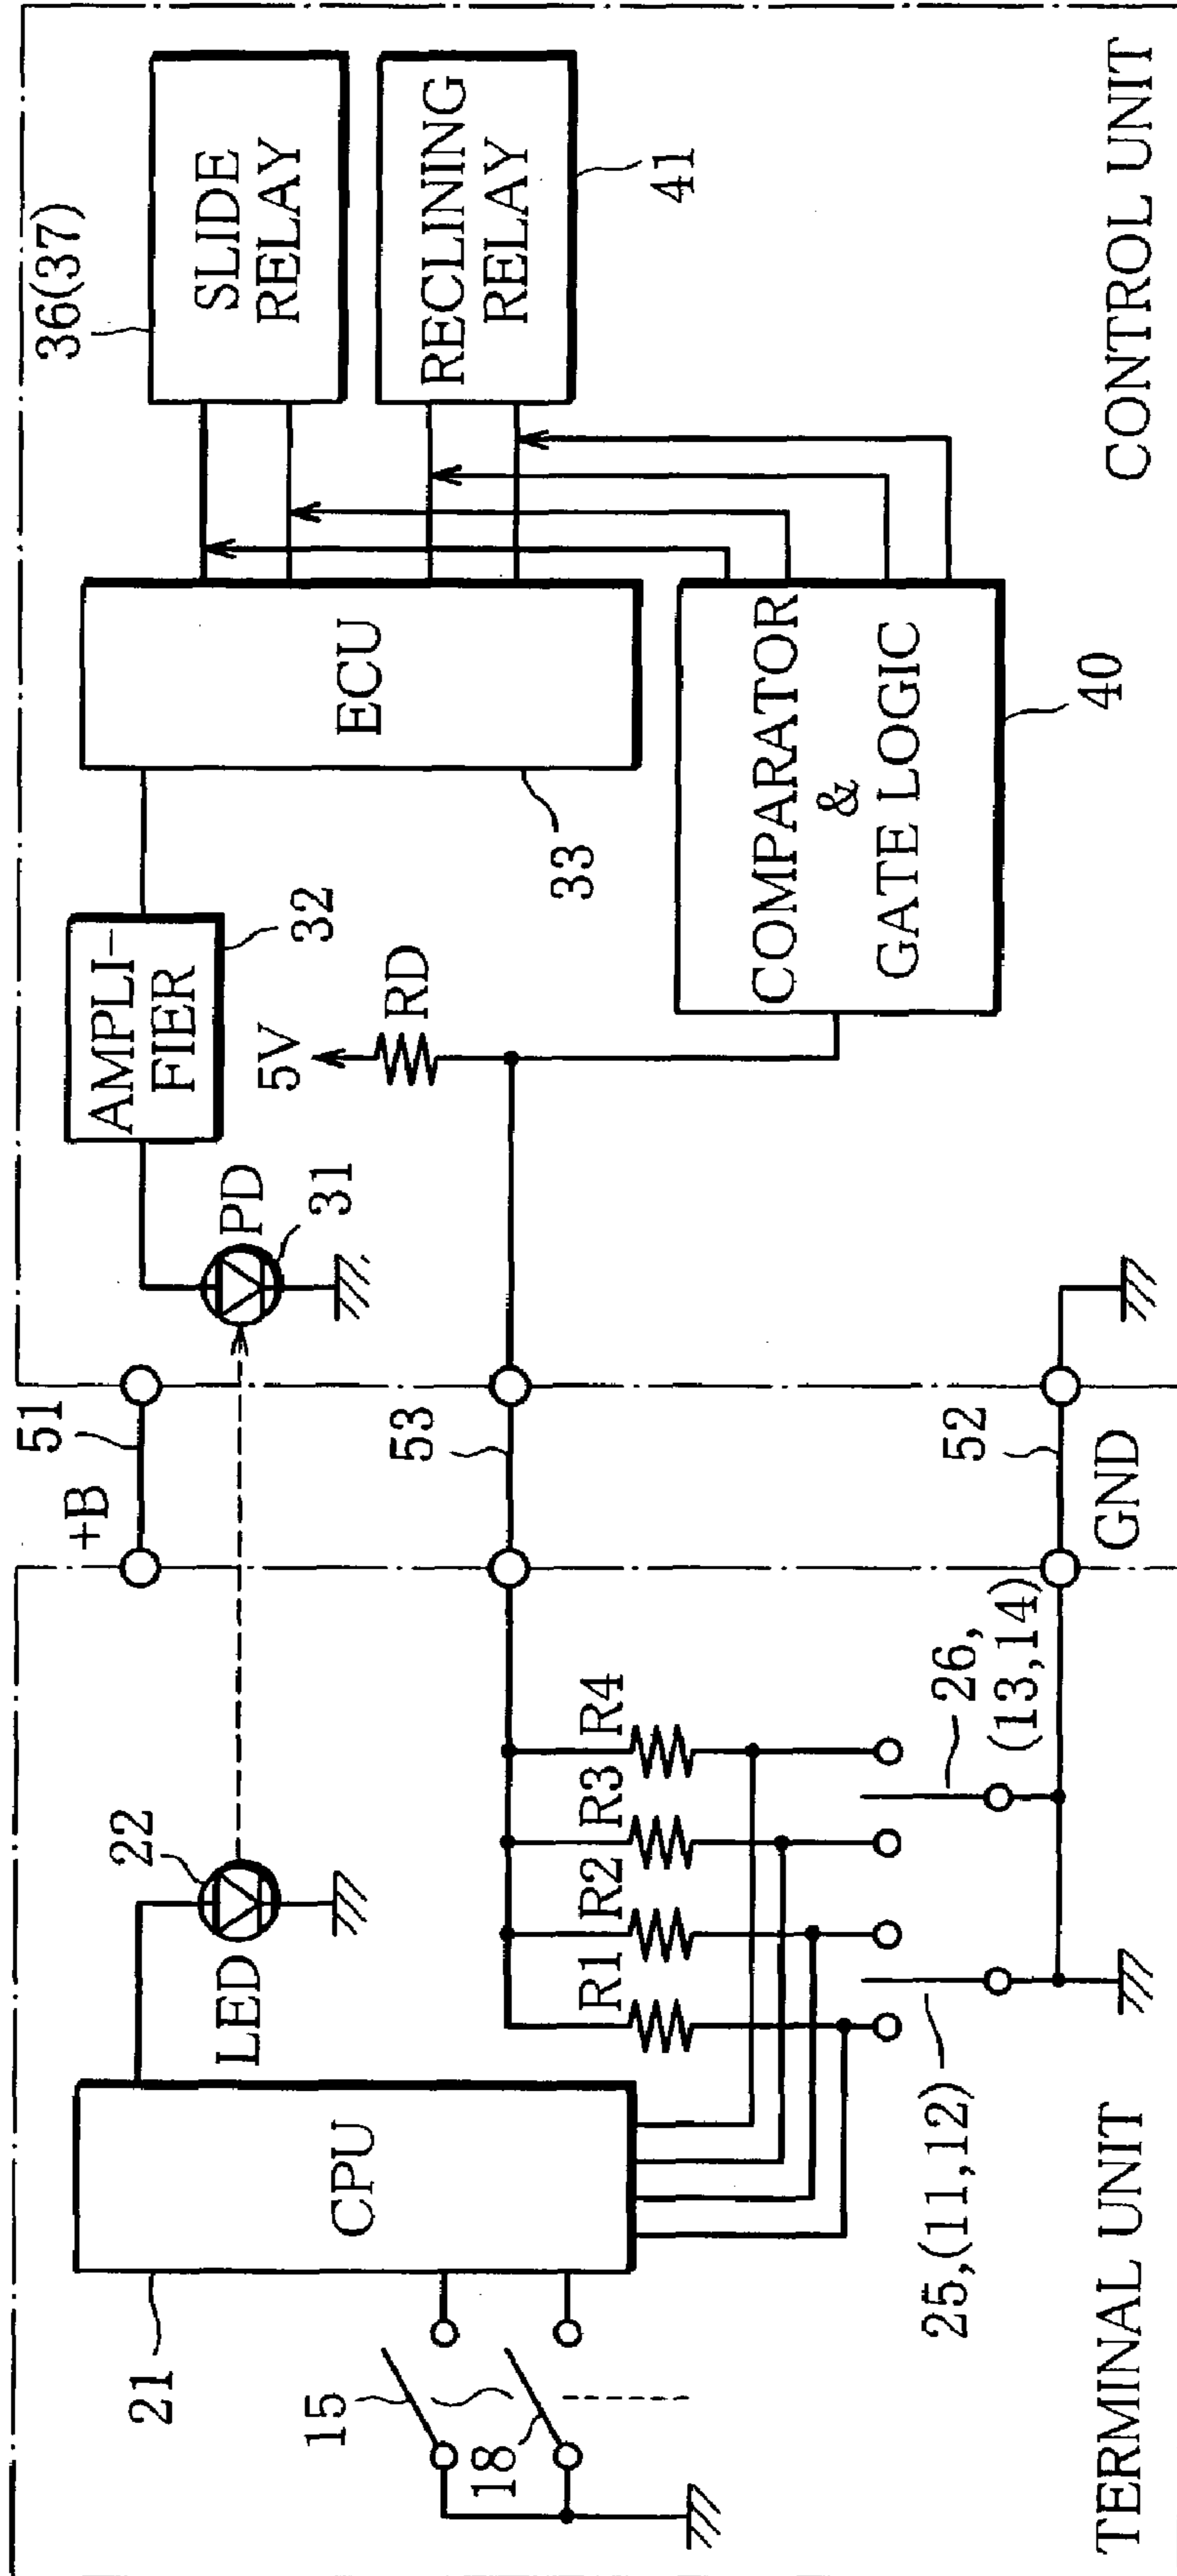 TERMINAL UNIT
21
CPU
15
18
25,(11,12)
22
LED
R1
R2
R3
R4
26,
(13,14)
+B
51
53
52
GND
CONTROL UNIT
PD
31
AMPLI-
FIER
32
5V
RD
ECU
33
COMPARATOR
&
GATE LOGIC
40
36(37)
SLIDE
RELAY
RECLINING
RELAY
41